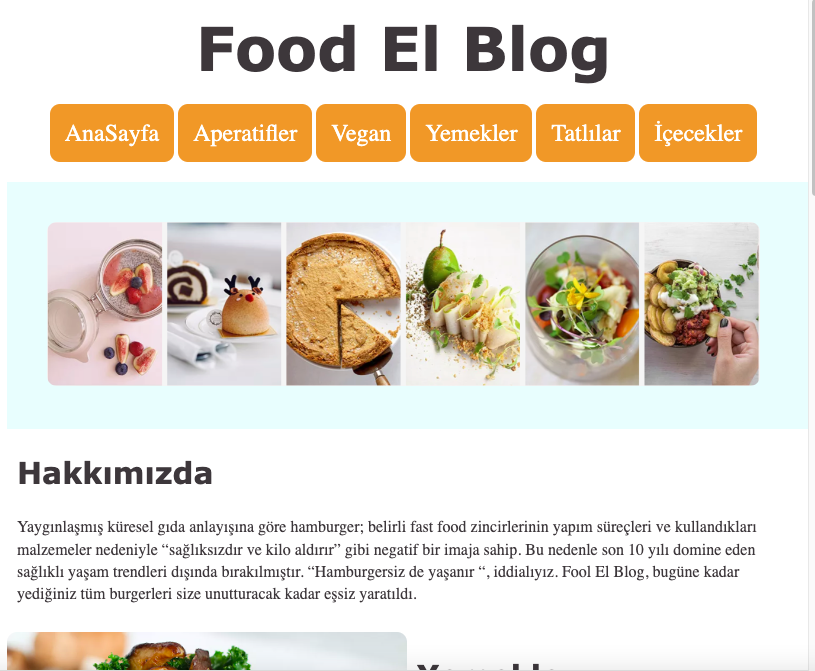 Food El Blog
AnaSayfa Aperatifler Vegan Yemekler Tatlılar İçecekler
Hakkımızda
Yaygınlaşmış küresel gıda anlayışına göre hamburger; belirli fast food zincirlerinin yapım süreçleri ve kullandıkları
malzemeler nedeniyle “sağlıksızdır ve kilo aldırır” gibi negatif bir imaja sahip. Bu nedenle son 10 yılı domine eden
sağlıklı yaşam trendleri dışında bırakılmıştır. “Hamburgersiz de yaşanır “, iddialıyız. Fool El Blog, bugüne kadar
yediğiniz tüm burgerleri size unutturacak kadar eşsiz yaratıldı.